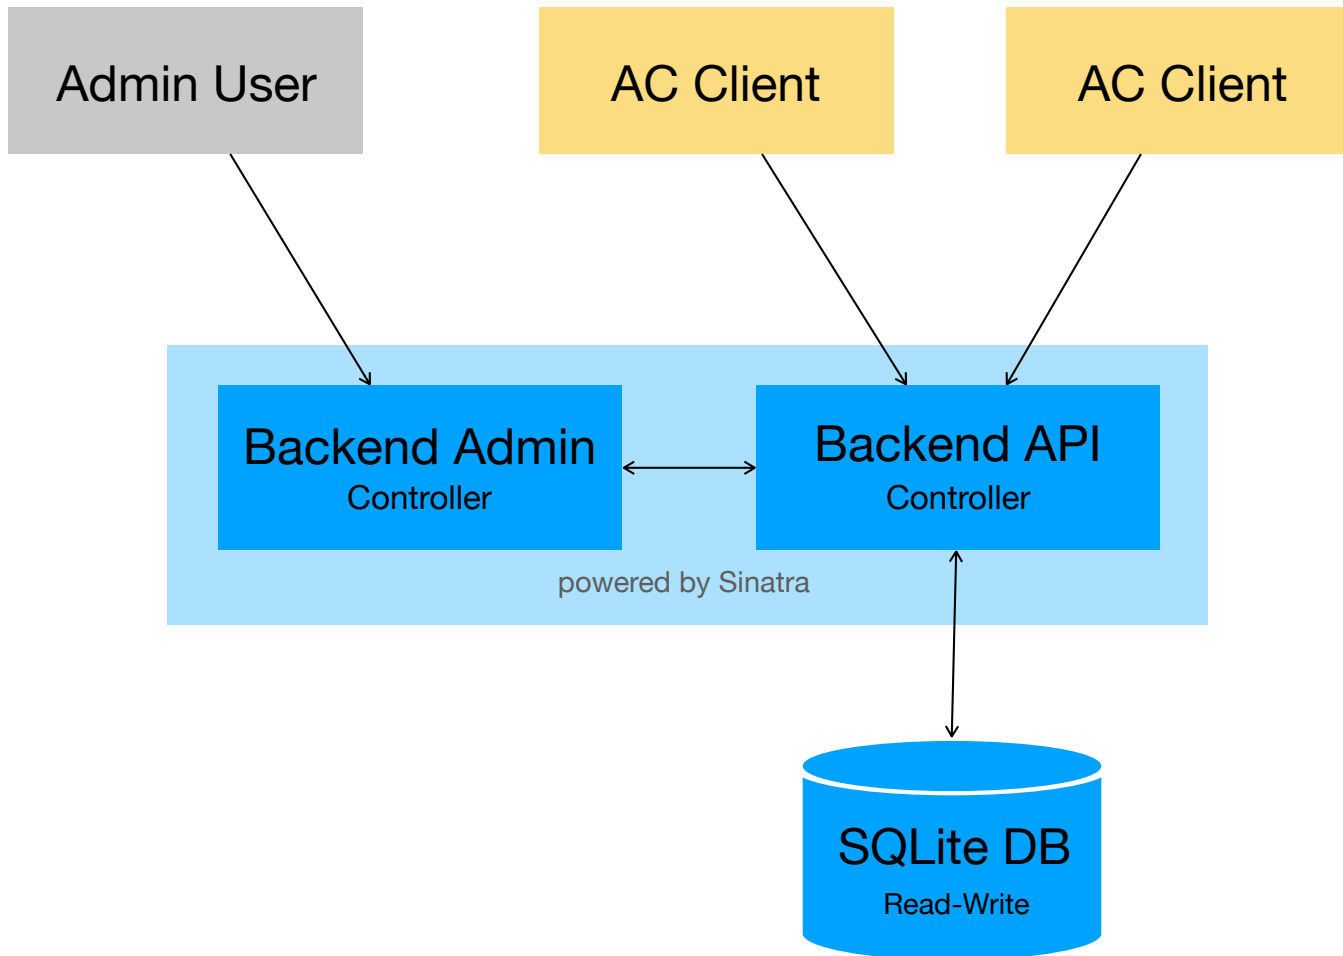 Admin User
AC Client
AC Client
Backend Admin
Controller
Backend API
Controller
powered by Sinatra
SQLite DB
Read-Write